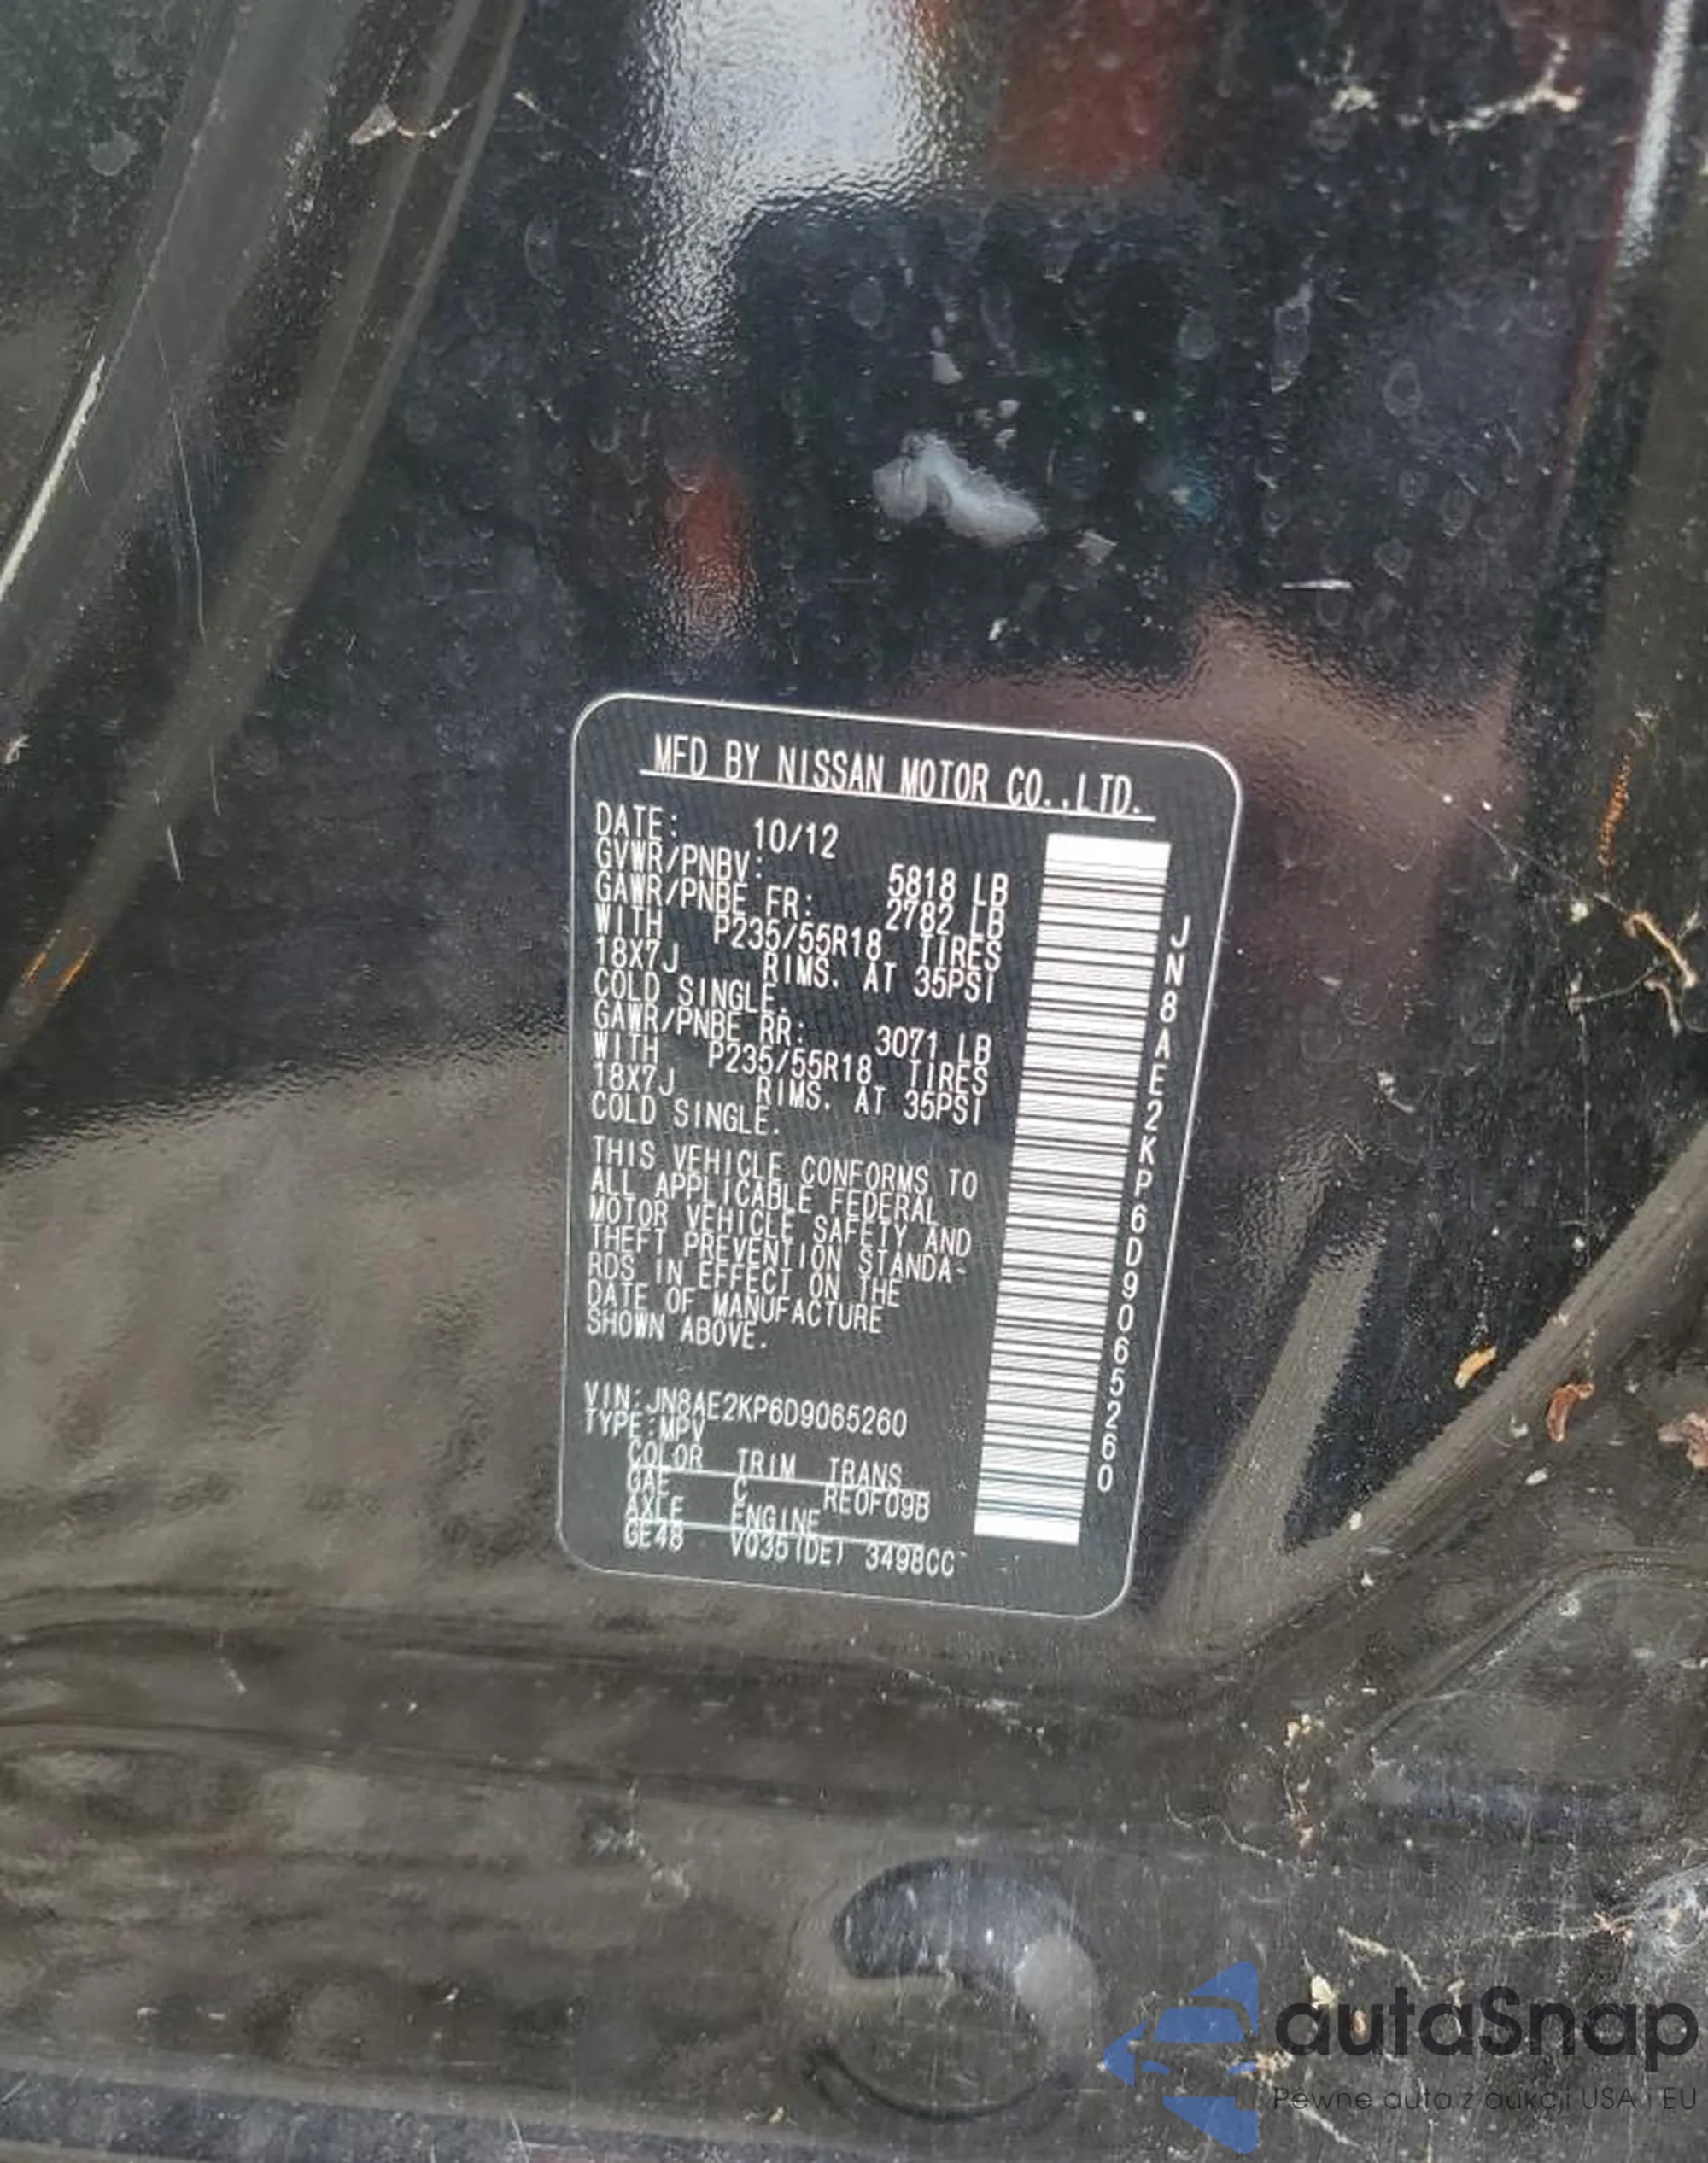 MFD BY NISSAN MOTOR CO.,LTD.
DATE: 10/12
GVWR/PNBV: 5818 LB
GAWR/PNBE FR: 2782 LB
WITH P235/55R18 TIRES
18X7J RIMS. AT 35PSI
COLD SINGLE.
GAWR/PNBE RR: 3071 LB
WITH P235/55R18 TIRES
18X7J RIMS. AT 35PSI
COLD SINGLE.
THIS VEHICLE CONFORMS TO
ALL APPLICABLE FEDERAL
MOTOR VEHICLE SAFETY AND
THEFT PREVENTION STANDA-
RDS IN EFFECT ON THE
DATE OF MANUFACTURE
SHOWN ABOVE.
VIN:JN8AE2KP6D9065260
TYPE:MPV
COLOR TRIM TRANS
GAE C RE0F09B
AXLE ENGINE
GE48 VQ35(DE) 3498CC
JN8AE2KP6D9065260
autaSnap
Pewne auta z aukcji USA i EU